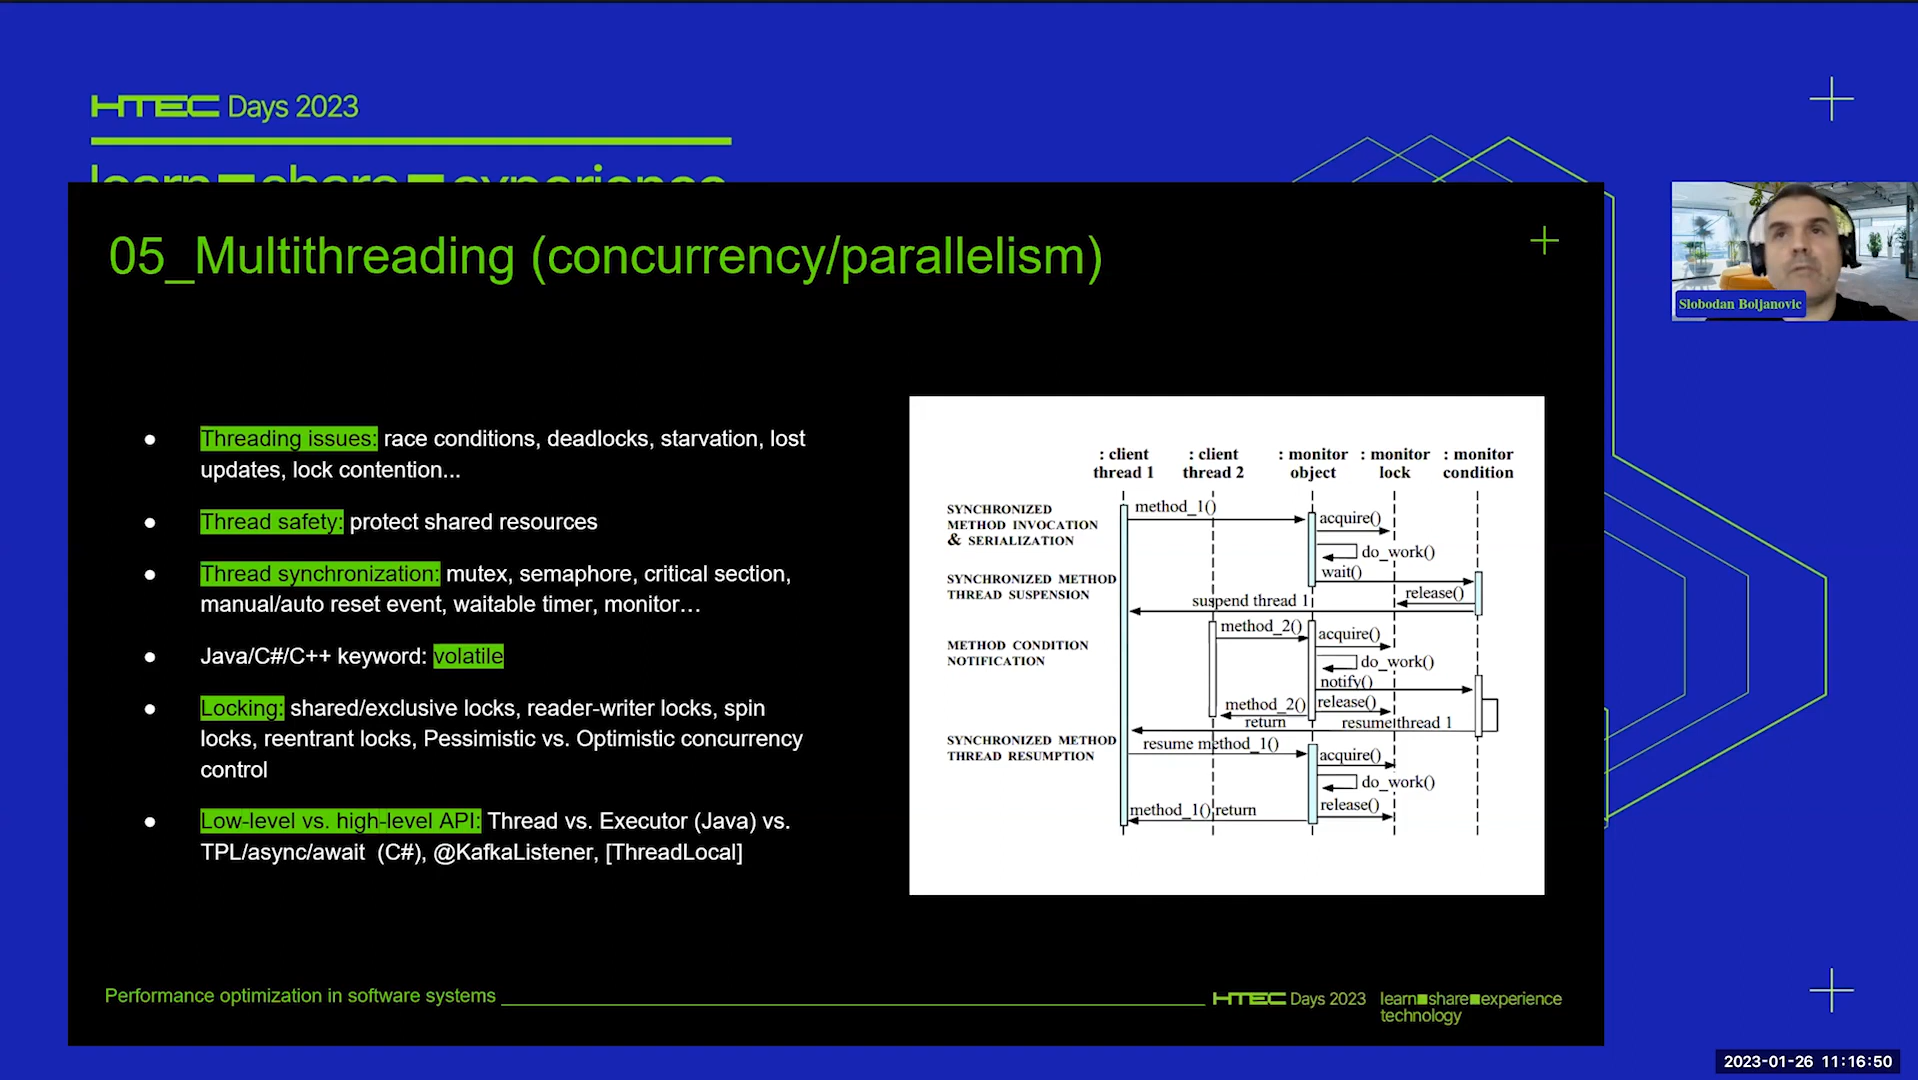 HTEC Days 2023
learn share experience
05_Multithreading (concurrency/parallelism)
Slobodan Boljanovic
● Threading issues: race conditions, deadlocks, starvation, lost
updates, lock contention...
● Thread safety: protect shared resources
● Thread synchronization: mutex, semaphore, critical section,
manual/auto reset event, waitable timer, monitor…
● Java/C#/C++ keyword: volatile
● Locking: shared/exclusive locks, reader-writer locks, spin
locks, reentrant locks, Pessimistic vs. Optimistic concurrency
control
● Low-level vs. high-level API: Thread vs. Executor (Java) vs.
TPL/async/await (C#), @KafkaListener, [ThreadLocal]
: client : client : monitor : monitor : monitor
thread 1 thread 2 object lock condition
SYNCHRONIZED
METHOD INVOCATION
& SERIALIZATION
method_1()
acquire()
do_work()
wait()
SYNCHRONIZED METHOD
THREAD SUSPENSION
release()
suspend thread 1
METHOD CONDITION
NOTIFICATION
method_2()
acquire()
do_work()
notify()
method_2()
return
release()
resume thread 1
SYNCHRONIZED METHOD
THREAD RESUMPTION
resume method_1()
acquire()
do_work()
release()
method_1() return
Performance optimization in software systems
HTEC Days 2023
learn■share■experience
technology
2023-01-26 11:16:50